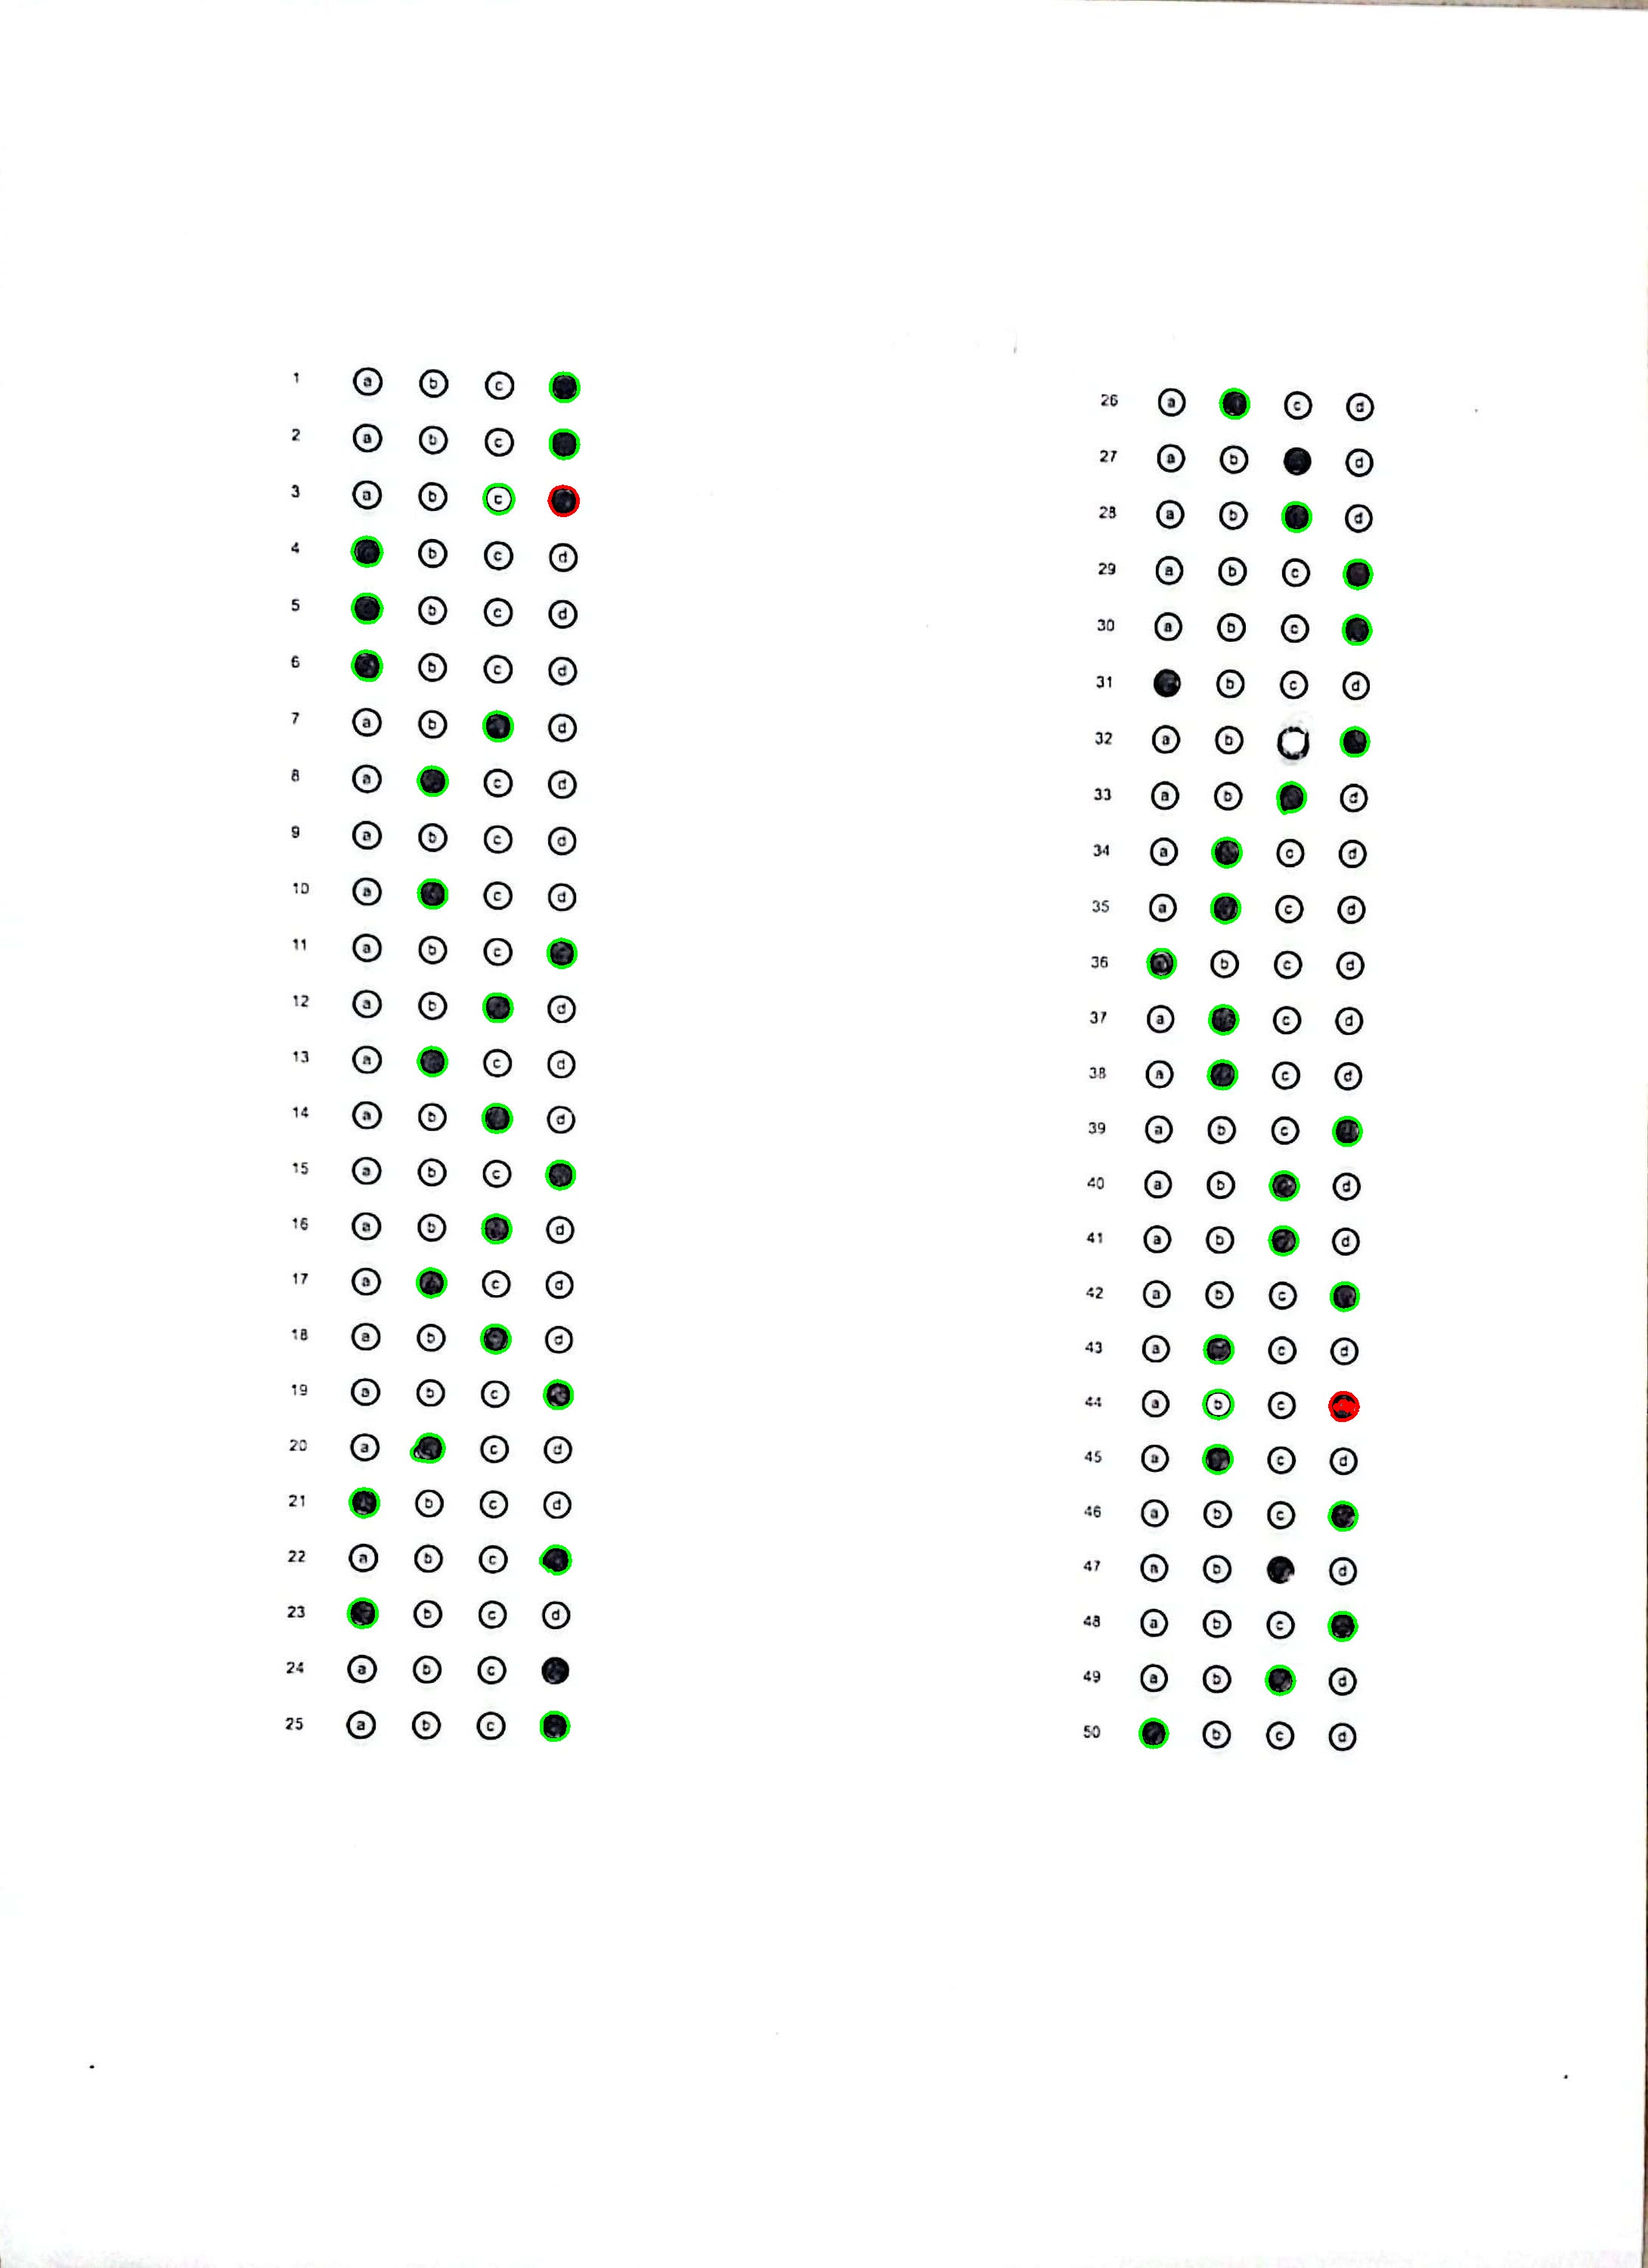 1 a b c
2 a b c
3 a b c
4 b c d
5 b c d
6 b c d
7 a b d
8 a c d
9 a b c d
10 a c d
11 a b c
12 a b d
13 a c d
14 a b d
15 a b c
16 a b d
17 a c d
18 a b d
19 a b c
20 a c d
21 b c d
22 a b c
23 b c d
24 a b c
25 a b c
26 a c d
27 a b d
28 a b d
29 a b c
30 a b c
31 b c d
32 a b
33 a b d
34 a c d
35 a c d
36 b c d
37 a c d
38 a c d
39 a b c
40 a b d
41 a b d
42 a b c
43 a c d
44 a b c
45 a c d
46 a b c
47 a b d
48 a b c
49 a b d
50 b c d